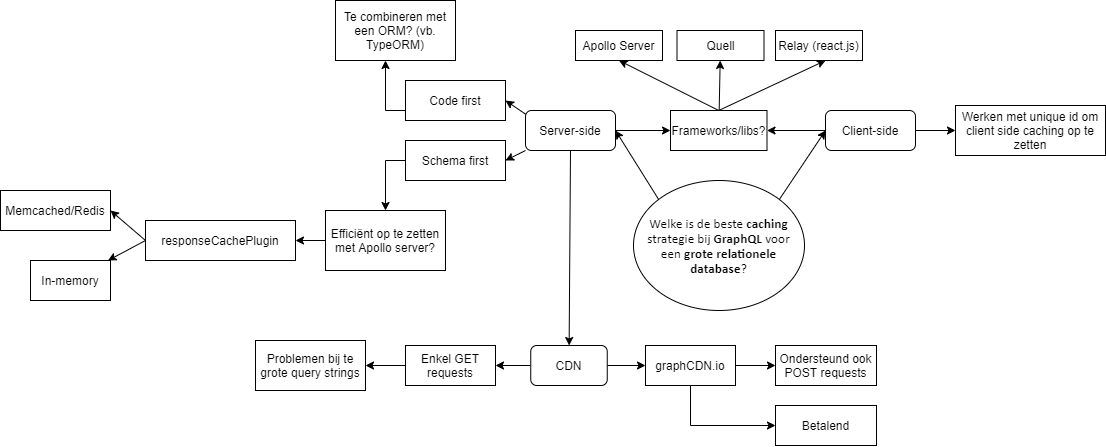 Te combineren met
een ORM? (vb.
TypeORM)
Apollo Server
Quell
Relay (react.js)
Code first
Server-side
Frameworks/libs?
Client-side
Werken met unique id om
client side caching op te
zetten
Schema first
Memcached/Redis
responseCachePlugin
Efficiënt op te zetten
met Apollo server?
In-memory
Welke is de beste caching
strategie bij GraphQL voor
een grote relationele
database?
Problemen bij te
grote query strings
Enkel GET
requests
CDN
graphCDN.io
Ondersteund ook
POST requests
Betalend